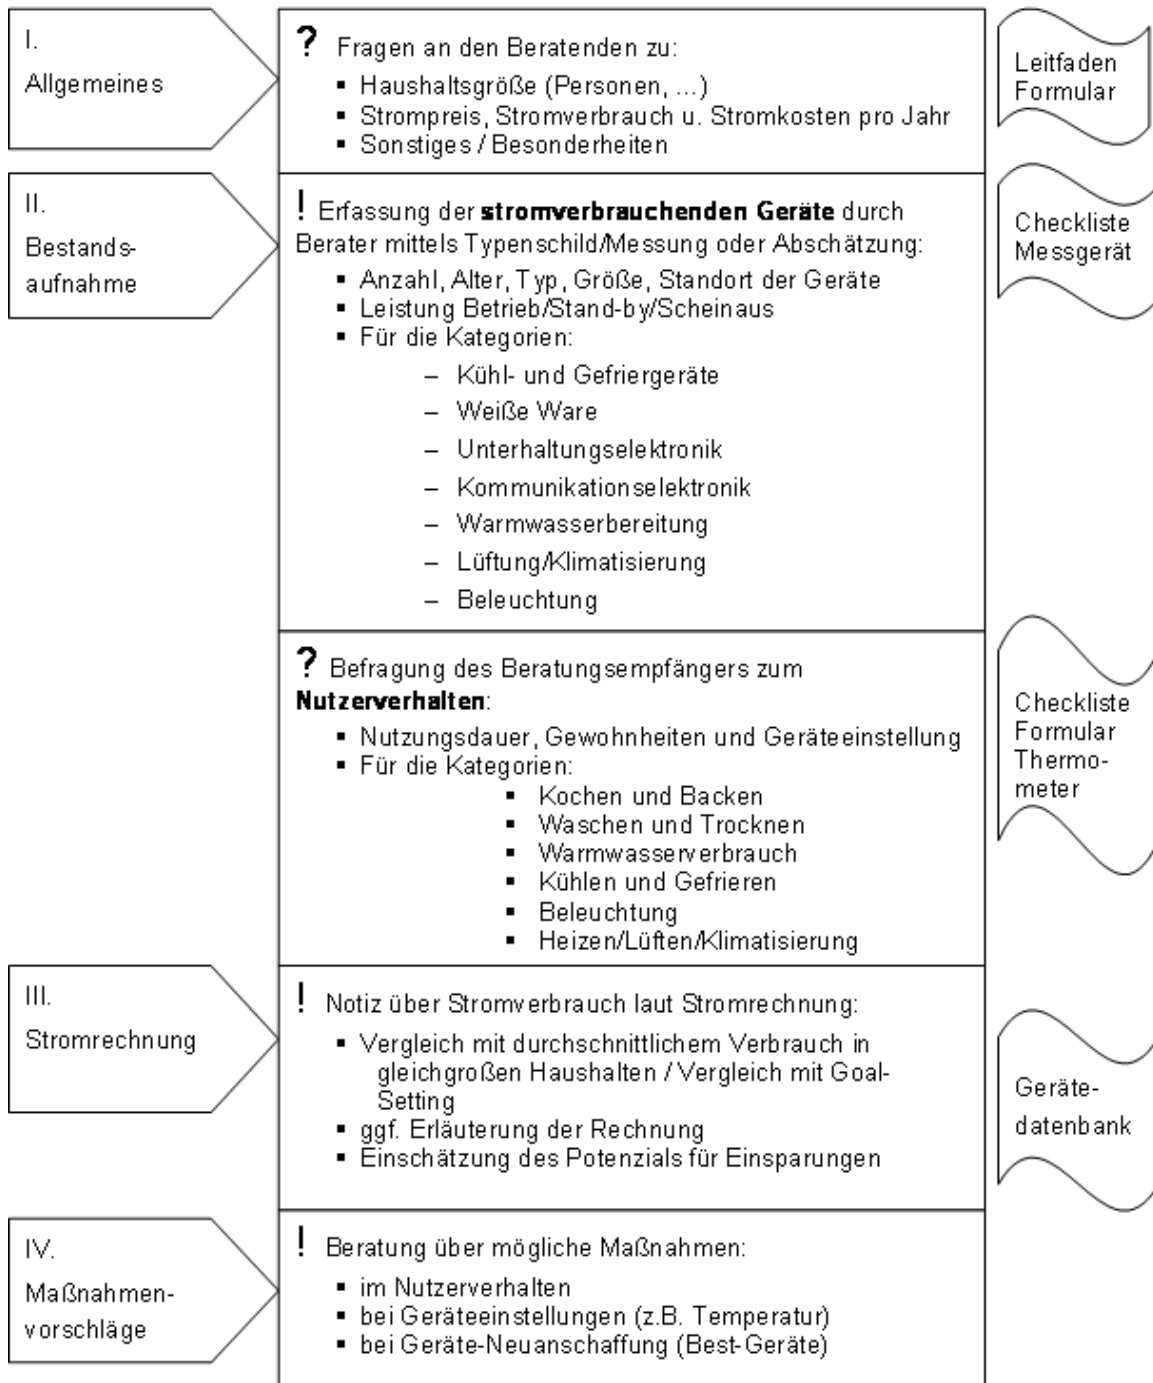 I.
Allgemeines
? Fragen an den Beratenden zu:
▪ Haushaltsgröße (Personen, ...)
▪ Strompreis, Stromverbrauch u. Stromkosten pro Jahr
▪ Sonstiges / Besonderheiten
Leitfaden
Formular
II.
Bestands-
aufnahme
! Erfassung der stromverbrauchenden Geräte durch
Berater mittels Typenschild/Messung oder Abschätzung:
▪ Anzahl, Alter, Typ, Größe, Standort der Geräte
▪ Leistung Betrieb/Stand-by/Scheinaus
▪ Für die Kategorien:
– Kühl- und Gefriergeräte
– Weiße Ware
– Unterhaltungselektronik
– Kommunikationselektronik
– Warmwasserbereitung
– Lüftung/Klimatisierung
– Beleuchtung
Checkliste
Messgerät
? Befragung des Beratungsempfängers zum
Nutzerverhalten:
▪ Nutzungsdauer, Gewohnheiten und Geräteeinstellung
▪ Für die Kategorien:
▪ Kochen und Backen
▪ Waschen und Trocknen
▪ Warmwasserverbrauch
▪ Kühlen und Gefrieren
▪ Beleuchtung
▪ Heizen/Lüften/Klimatisierung
Checkliste
Formular
Thermo-
meter
III.
Stromrechnung
! Notiz über Stromverbrauch laut Stromrechnung:
▪ Vergleich mit durchschnittlichem Verbrauch in
gleichgroßen Haushalten / Vergleich mit Goal-
Setting
▪ ggf. Erläuterung der Rechnung
▪ Einschätzung des Potenzials für Einsparungen
Geräte-
datenbank
IV.
Maßnahmen-
vorschläge
! Beratung über mögliche Maßnahmen:
▪ im Nutzerverhalten
▪ bei Geräteeinstellungen (z.B. Temperatur)
▪ bei Geräte-Neuanschaffung (Best-Geräte)